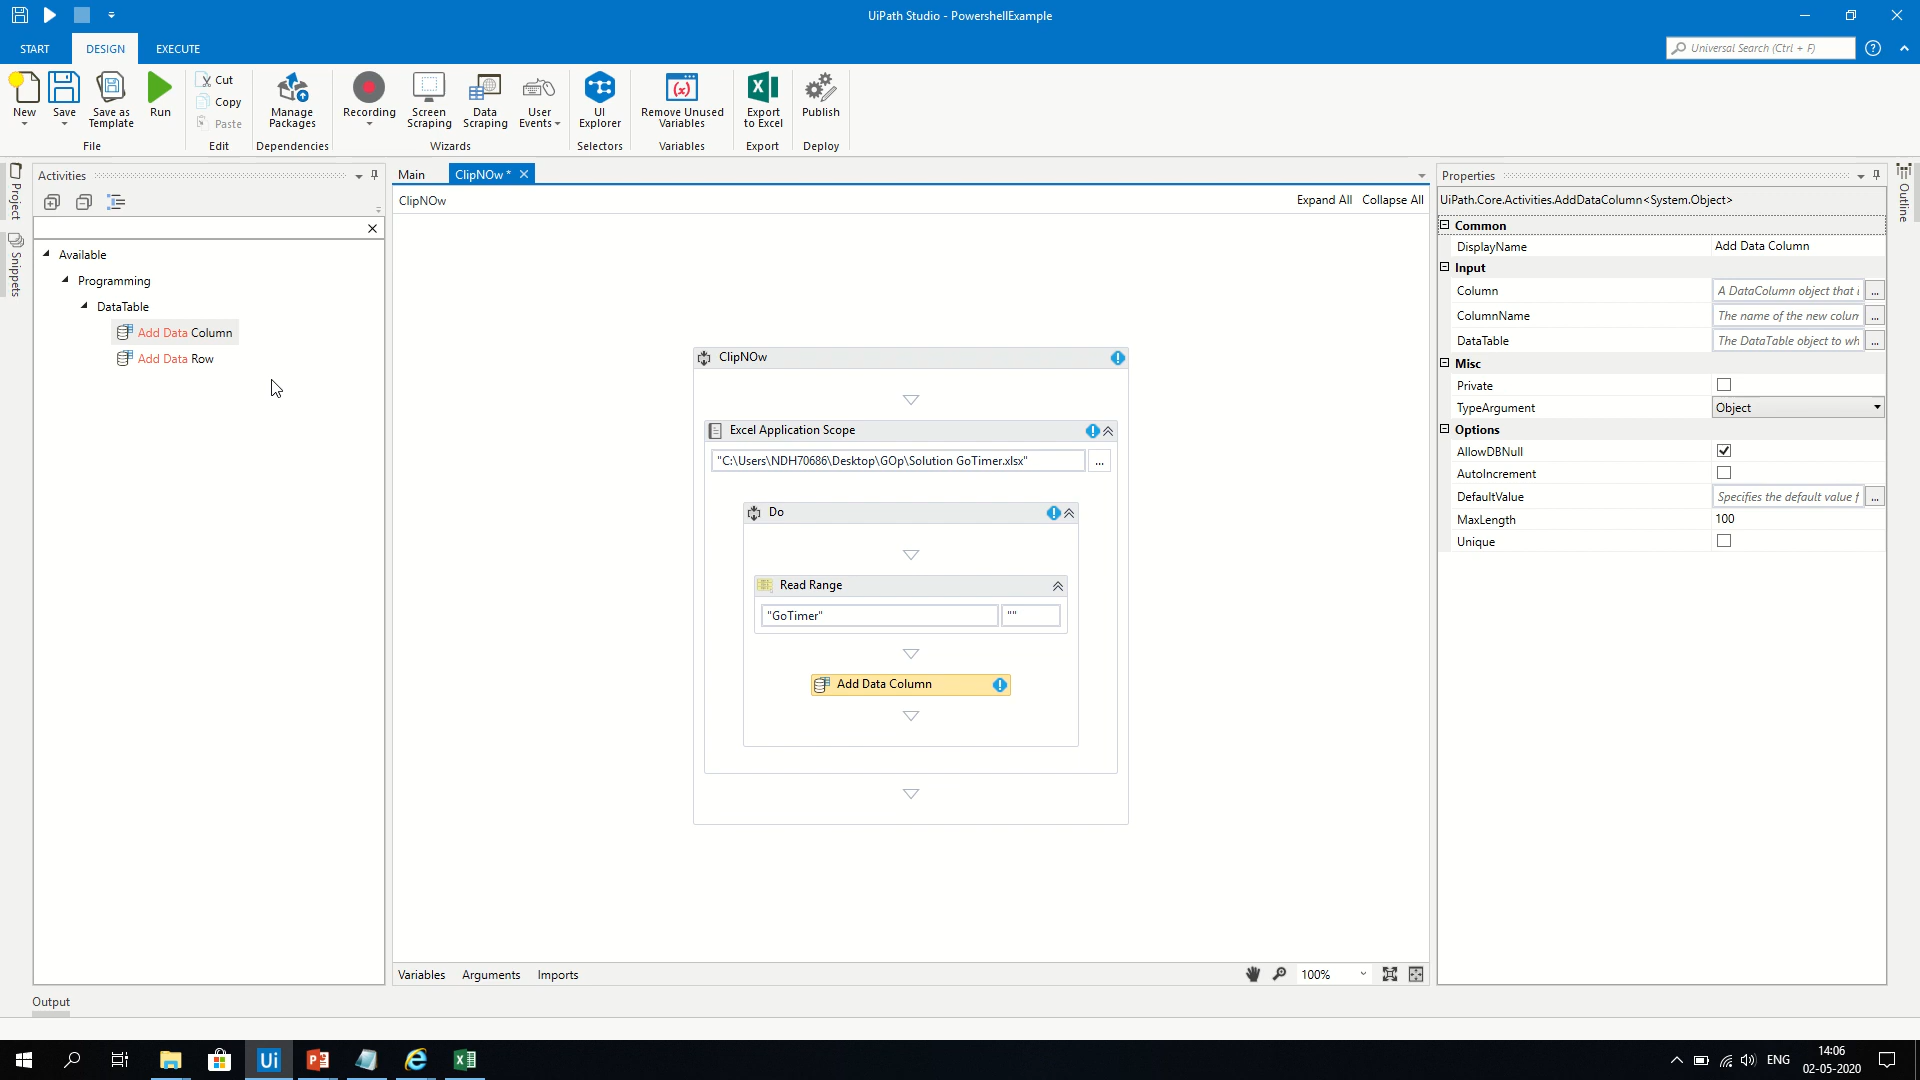 UiPath Studio - PowershellExample
START
DESIGN
EXECUTE
Universal Search (Ctrl + F)
New
Save
Save as Template
Run
Cut
Copy
Paste
Manage Packages
Recording
Screen Scraping
Data Scraping
User Events
UI Explorer
Remove Unused Variables
Export to Excel
Publish
File
Edit
Dependencies
Wizards
Selectors
Variables
Export
Deploy
Project
Snippets
Activities
Available
Programming
DataTable
Add Data Column
Add Data Row
Main
ClipNOw *
ClipNOw
Expand All
Collapse All
ClipNOw
Excel Application Scope
"C:\Users\NDH70686\Desktop\GOp\Solution GoTimer.xlsx"
...
Do
Read Range
"GoTimer"
""
Add Data Column
Variables
Arguments
Imports
100%
Properties
UiPath.Core.Activities.AddDataColumn<System.Object>
Common
DisplayName
Add Data Column
Input
Column
A DataColumn object that
...
ColumnName
The name of the new colum
...
DataTable
The DataTable object to wh
...
Misc
Private
TypeArgument
Object
Options
AllowDBNull
AutoIncrement
DefaultValue
Specifies the default value f
...
MaxLength
100
Unique
Outline
Output
Ui
ENG
14:06
02-05-2020